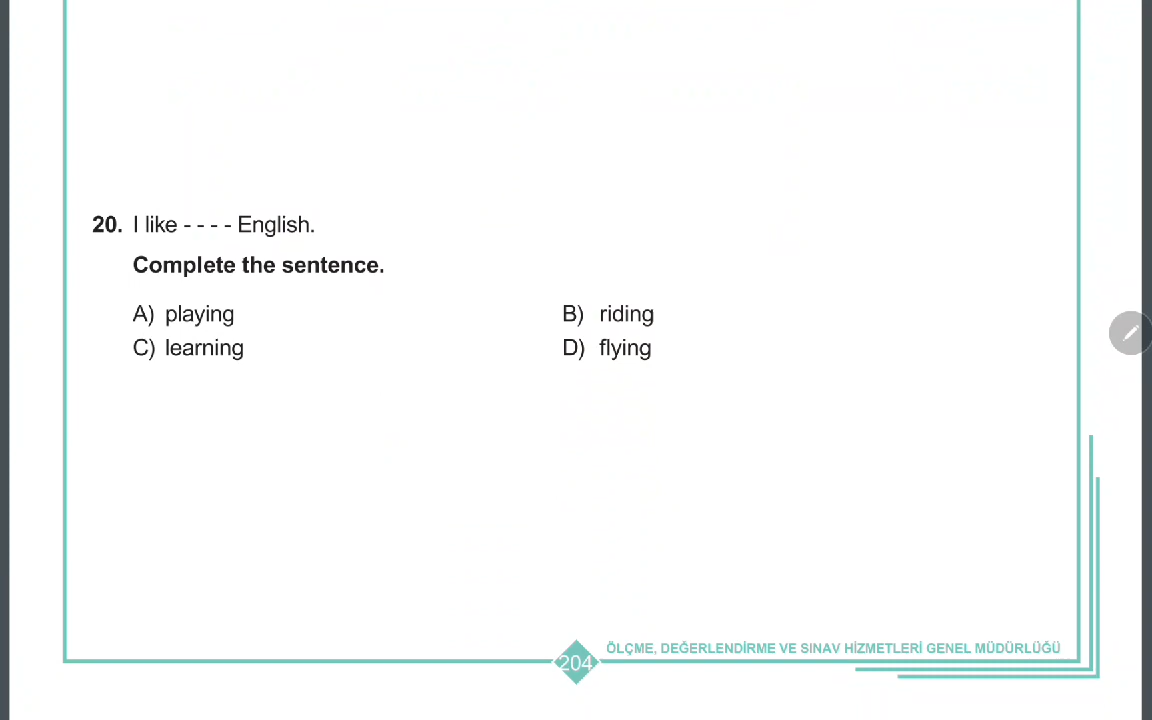 20. I like - - - - English.
Complete the sentence.
A) playing
B) riding
C) learning
D) flying
ÖLÇME, DEĞERLENDİRME VE SINAV HİZMETLERİ GENEL MÜDÜRLÜĞÜ
204